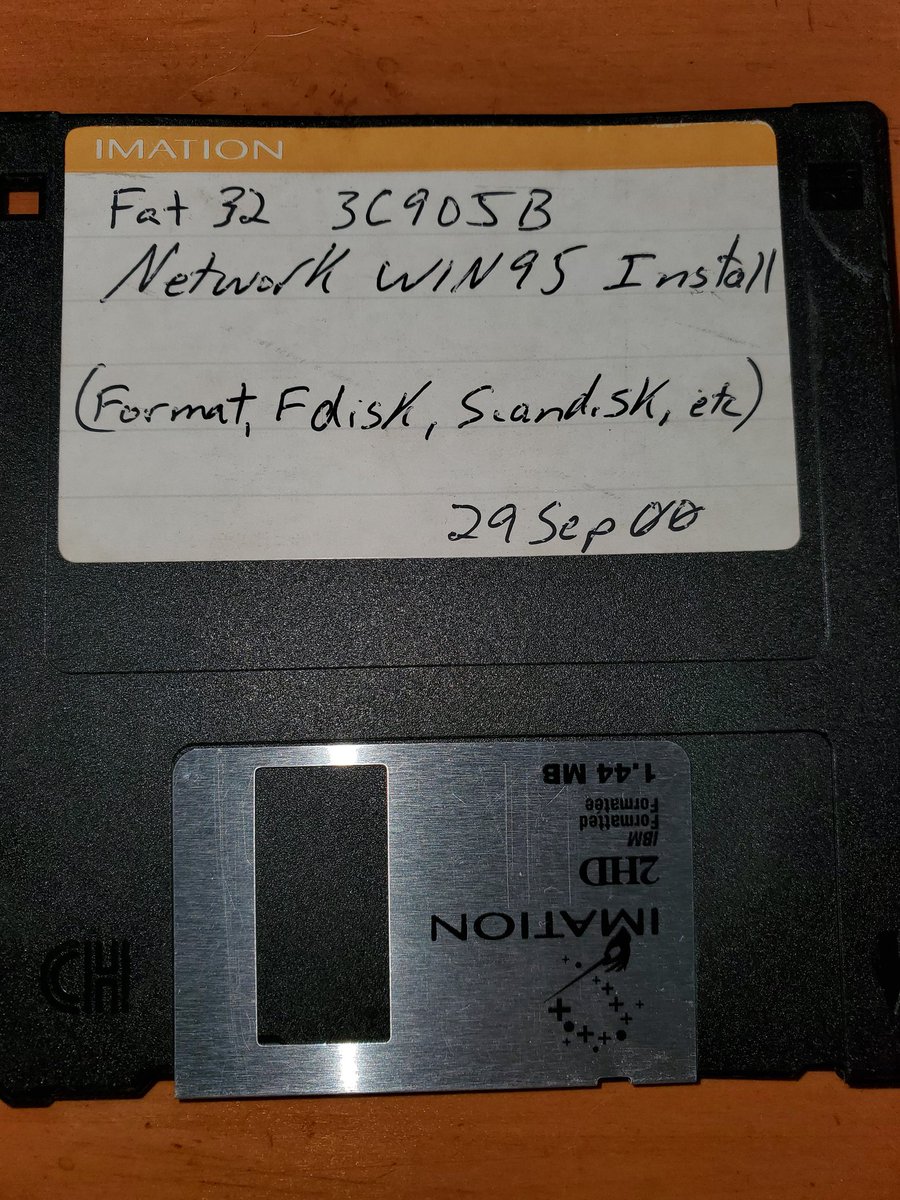 IMATION
Fat 32 3C905B
Network WIN95 Install
(Format, Fdisk, Scandisk, etc)
29 Sep 00
1.44 MB
Formatee
Formatted
IBM
2HD
IMATION